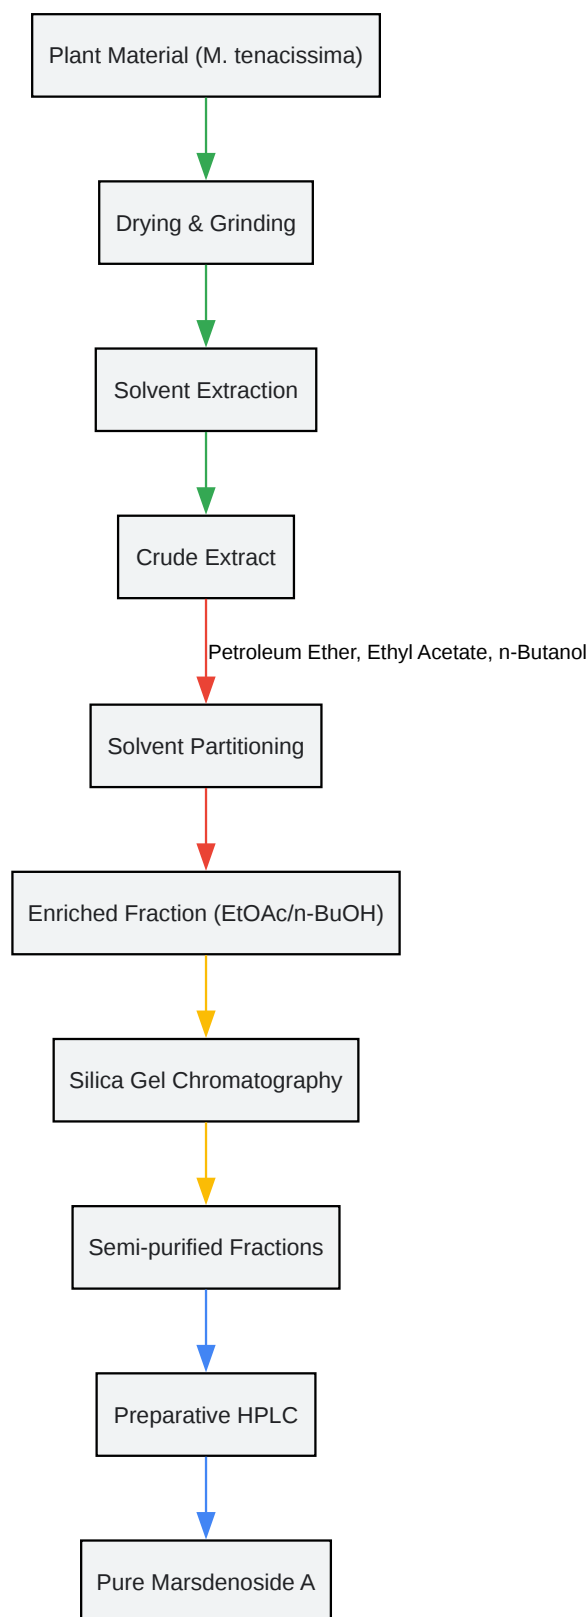 Plant Material (M. tenacissima)
Drying & Grinding
Solvent Extraction
Crude Extract
Petroleum Ether, Ethyl Acetate, n-Butanol
Solvent Partitioning
Enriched Fraction (EtOAc/n-BuOH)
Silica Gel Chromatography
Semi-purified Fractions
Preparative HPLC
Pure Marsdenoside A